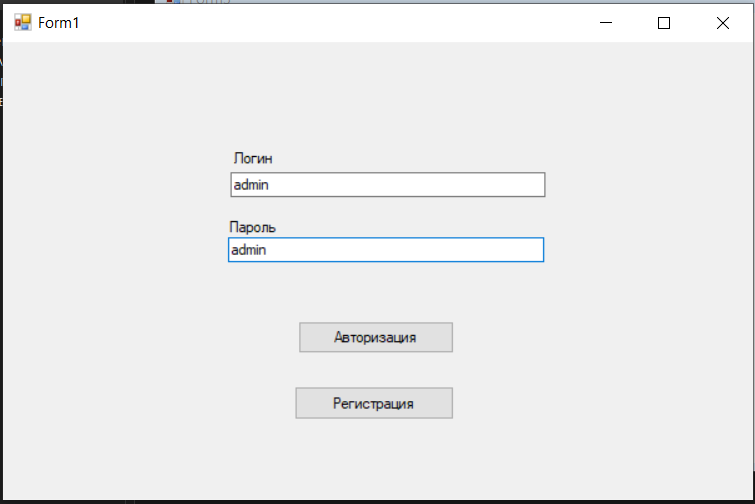 Form1
Логин
admin
Пароль
admin
Авторизация
Регистрация